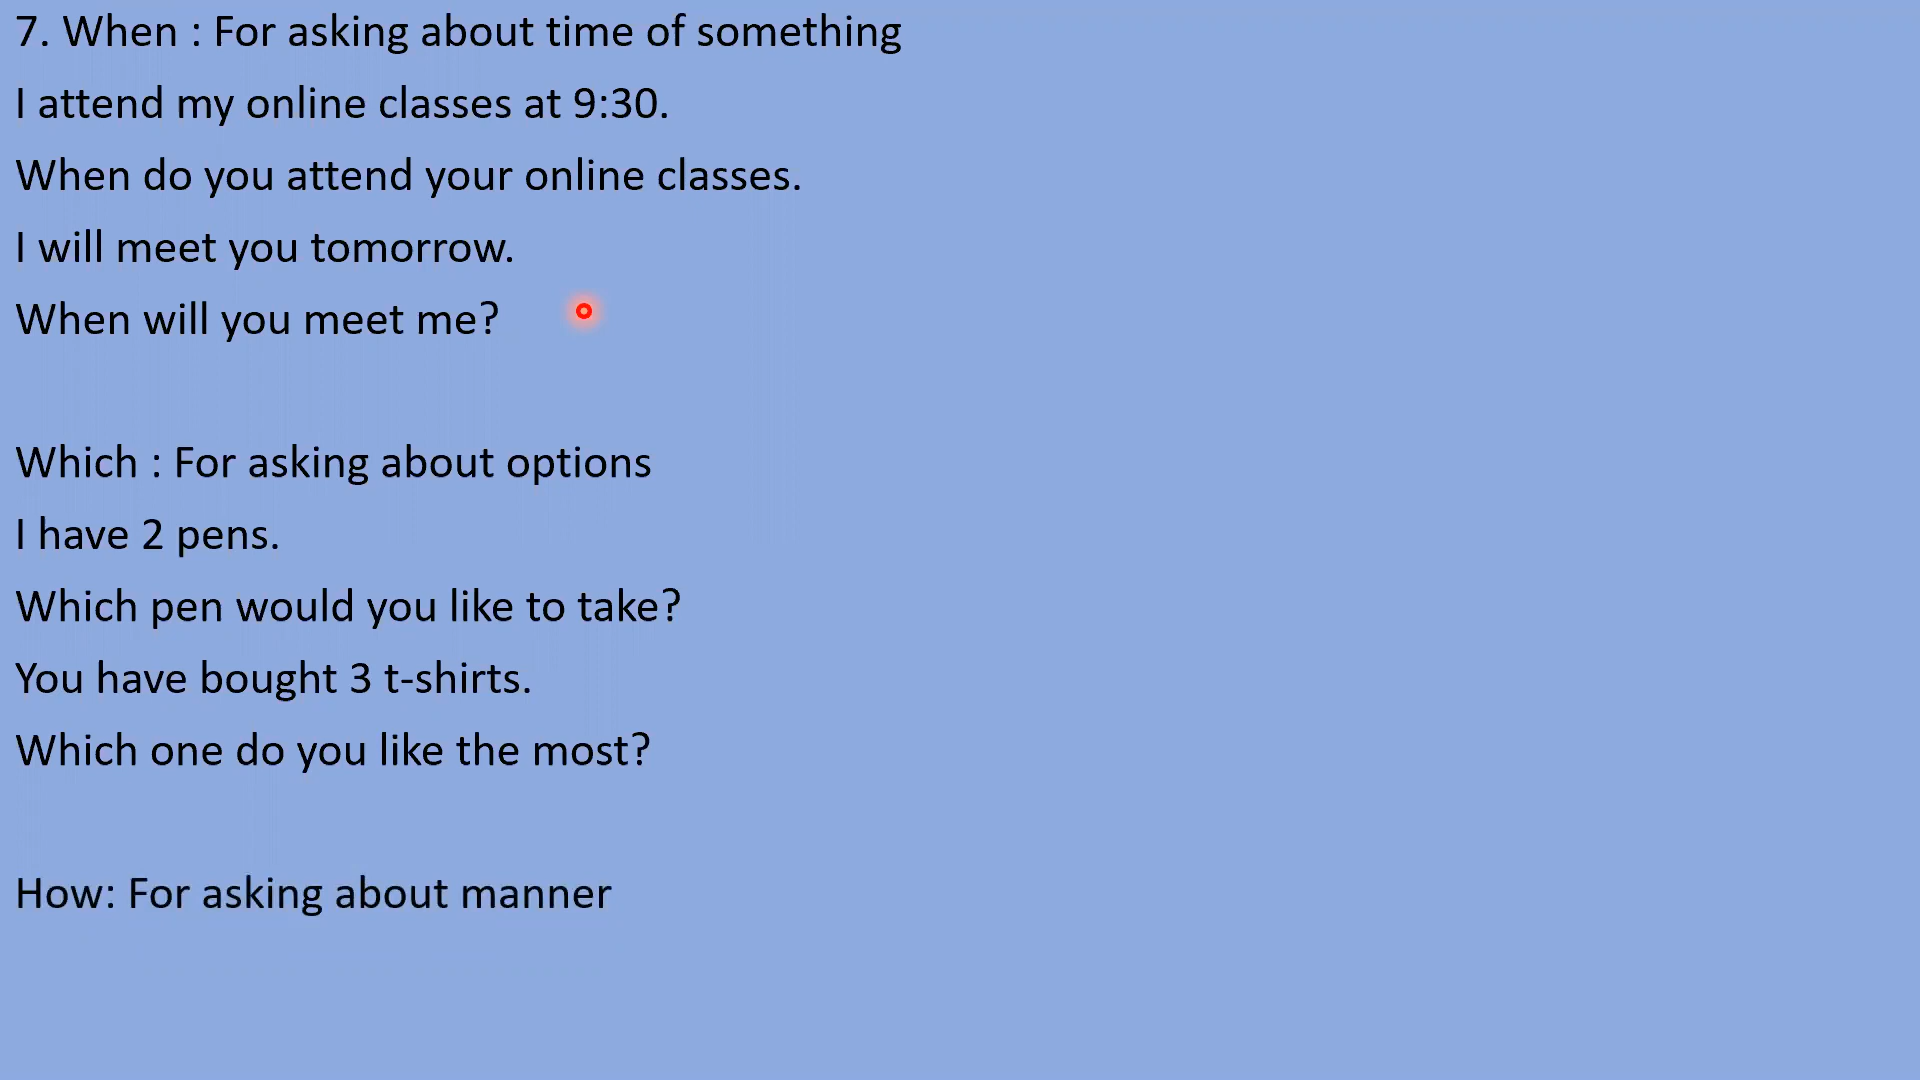 7. When : For asking about time of something
I attend my online classes at 9:30.
When do you attend your online classes.
I will meet you tomorrow.
When will you meet me?
Which : For asking about options
I have 2 pens.
Which pen would you like to take?
You have bought 3 t-shirts.
Which one do you like the most?
How: For asking about manner